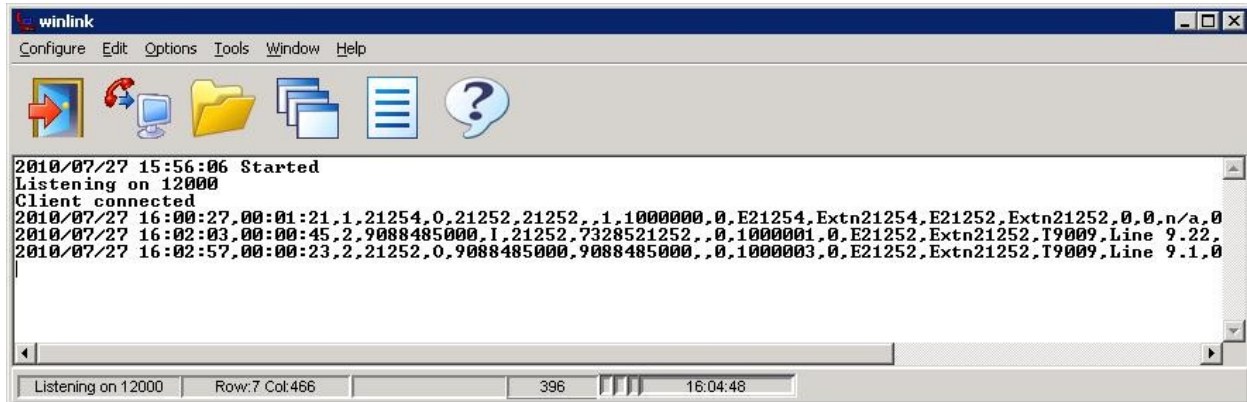 winlink
Configure Edit Options Tools Window Help
?
2010/07/27 15:56:06 Started
Listening on 12000
Client connected
2010/07/27 16:00:27,00:01:21,1,21254,O,21252,21252,,1,1000000,0,E21254,Extn21254,E21252,Extn21252,0,0,n/a,0
2010/07/27 16:02:03,00:00:45,2,9088485000,I,21252,7328521252,,0,1000001,0,E21252,Extn21252,T9009,Line 9.22,
2010/07/27 16:02:57,00:00:23,2,21252,O,9088485000,9088485000,,0,1000003,0,E21252,Extn21252,T9009,Line 9.1,0
Listening on 12000 Row:7 Col:466 396 16:04:48